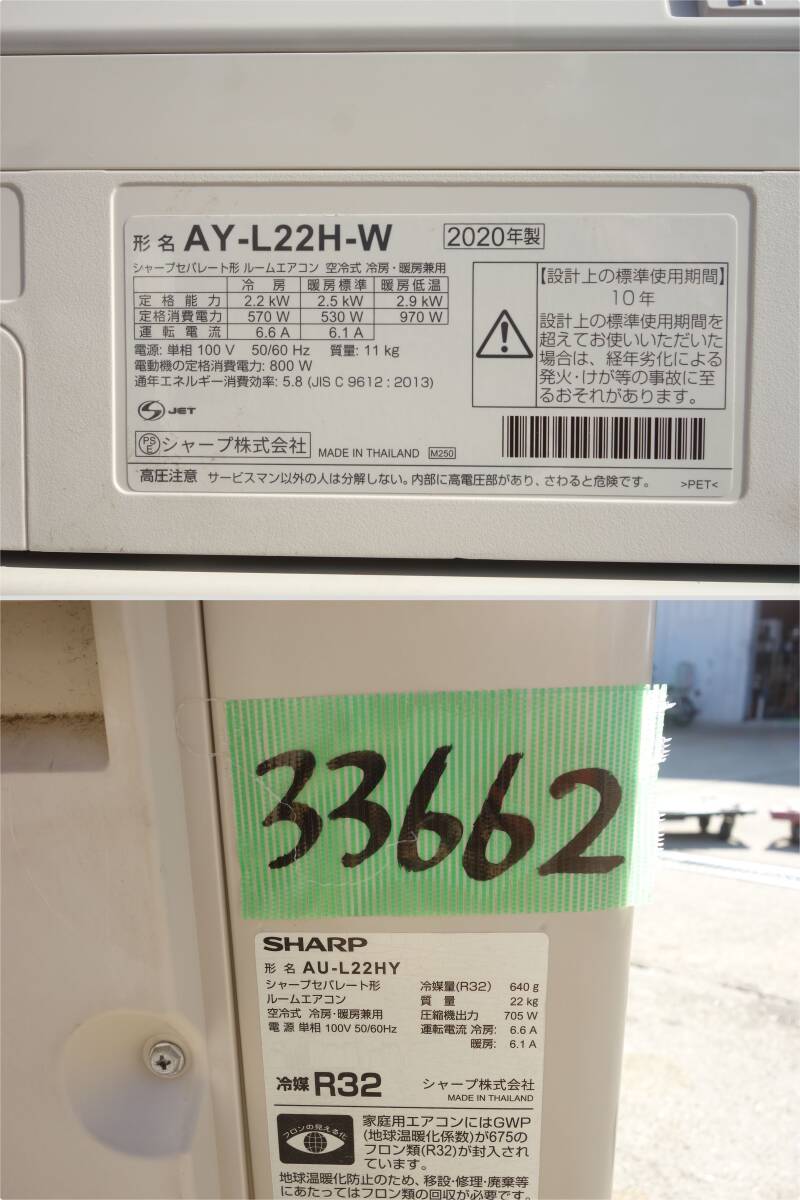 形名 AY-L22H-W 2020年製
シャープセパレート形 ルームエアコン 空冷式 冷房・暖房兼用
冷房 暖房標準 暖房低温
定格能力 2.2 kW 2.5 kW 2.9 kW
定格消費電力 570 W 530 W 970 W
運転電流 6.6 A 6.1 A
電源: 単相 100 V 50/60 Hz 質量: 11 kg
電動機の定格消費電力: 800 W
通年エネルギー消費効率: 5.8 (JIS C 9612 : 2013)
S JET
PSE シャープ株式会社 MADE IN THAILAND M250
【設計上の標準使用期間】
10 年
設計上の標準使用期間を
超えてお使いいただいた
場合は、経年劣化による
発火・けが等の事故に至
るおそれがあります。
高圧注意 サービスマン以外の人は分解しない。内部に高電圧部があり、さわると危険です。 >PET<
33662
SHARP
形名 AU-L22HY
シャープセパレート形
ルームエアコン
空冷式 冷房・暖房兼用
電源 単相 100V 50/60Hz
冷媒量(R32) 640 g
質量 22 kg
圧縮機出力 705 W
運転電流 冷房: 6.6 A
暖房: 6.1 A
冷媒 R32
シャープ株式会社
MADE IN THAILAND
フロンの見える化
家庭用エアコンにはGWP
(地球温暖化係数)が675の
フロン類(R32)が封入され
ています。
地球温暖化防止のため、移設・修理・廃棄等
にあたってはフロン類の回収が必要です。